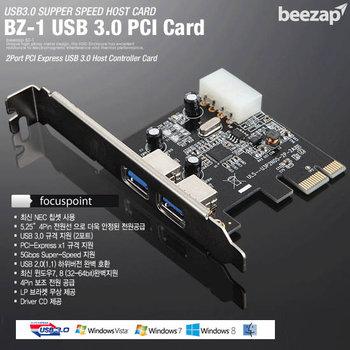 USB3.0 SUPPER SPEED HOST CARD
BZ-1 USB 3.0 PCI Card
beezap
beezap BZ-1
2Port PCI Express USB 3.0 Host Controller Card
focuspoint
• 최신 NEC 칩셋 사용
• 5.25" 4Pin 전원선 으로 더욱 안정된 전원공급
• USB 3.0 규격 지원 (2포트)
• PCI-Express x1 규격 지원
• 5Gbps Super-Speed 지원
• USB 2.0(1.1) 하위버전 완벽 호환
• 최신 윈도우7, 8 (32-64bit)완벽지원
• 4Pin 보조 전원 공급
• LP 브라켓 무상 제공
• Driver CD 제공
USB3.0 Windows Vista Windows 7 Windows 8